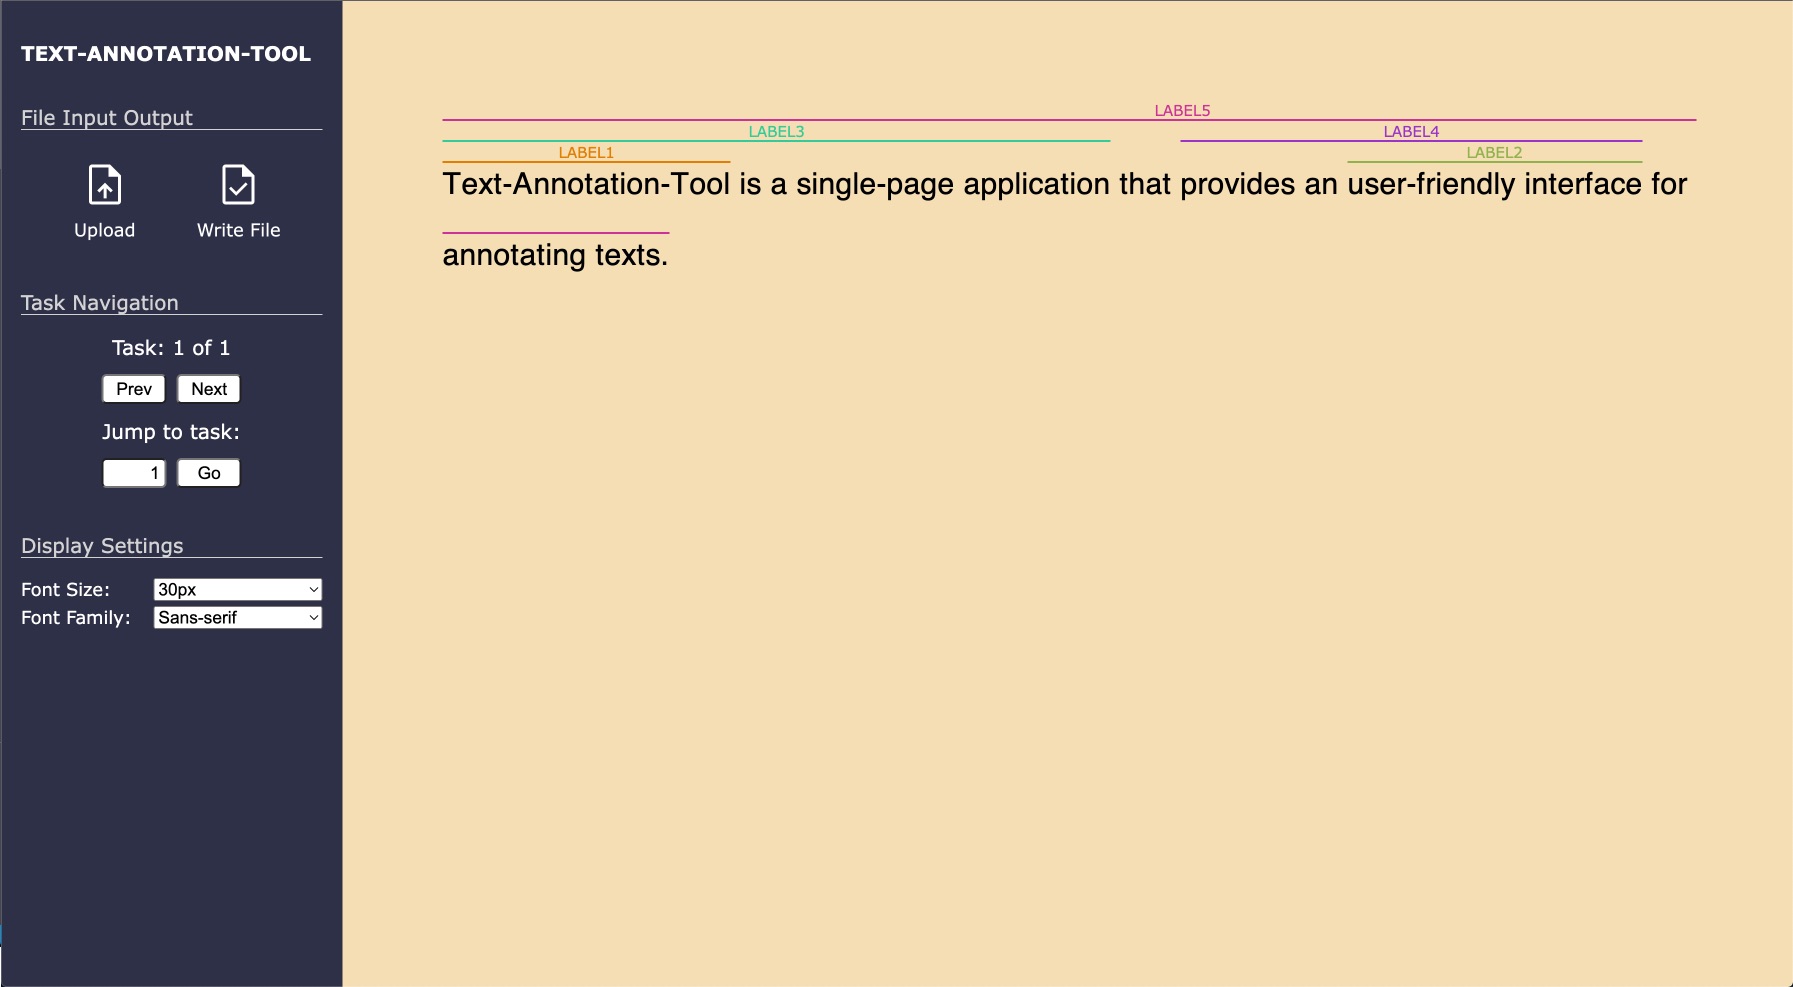 TEXT-ANNOTATION-TOOL
File Input Output
Upload Write File
Task Navigation
Task: 1 of 1
Prev Next
Jump to task:
1 Go
Display Settings
Font Size: 30px
Font Family: Sans-serif
LABEL5
LABEL3 LABEL4
LABEL1 LABEL2
Text-Annotation-Tool is a single-page application that provides an user-friendly interface for
annotating texts.